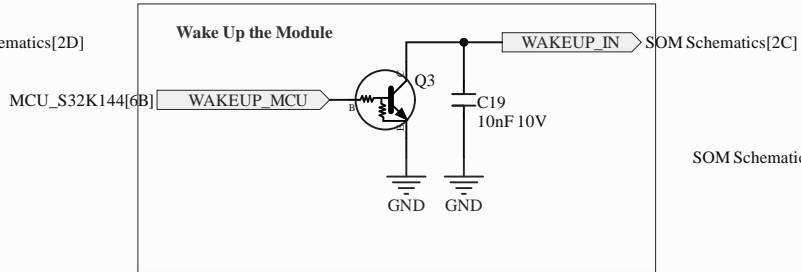 Wake Up the Module
ematics[2D]
WAKEUP_IN
SOM Schematics[2C]
C
Q3
MCU_S32K144[6B]
WAKEUP_MCU
B
C19
10nF 10V
E
SOM Schematic
GND
GND